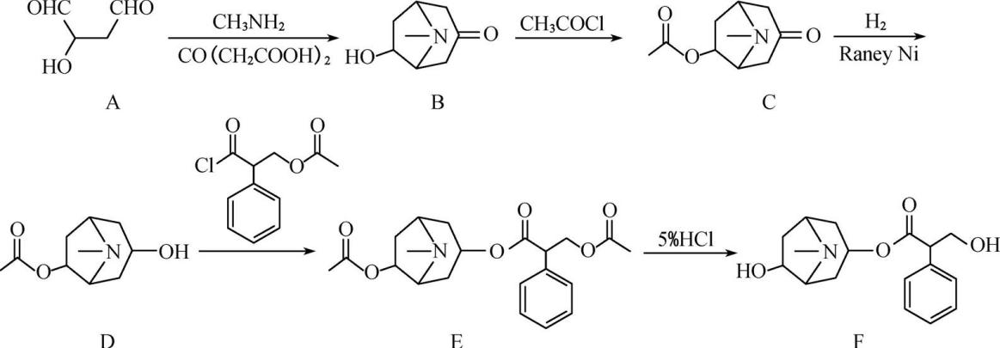 OHC CHO
HO
A
CH3NH2
CO(CH2COOH)2
HO N O
B
CH3COCl
O
O N O
C
H2
Raney Ni
O
O N OH
D
O O
Cl O
O
O N O O O O
E
5%HCl
HO N O O OH
F